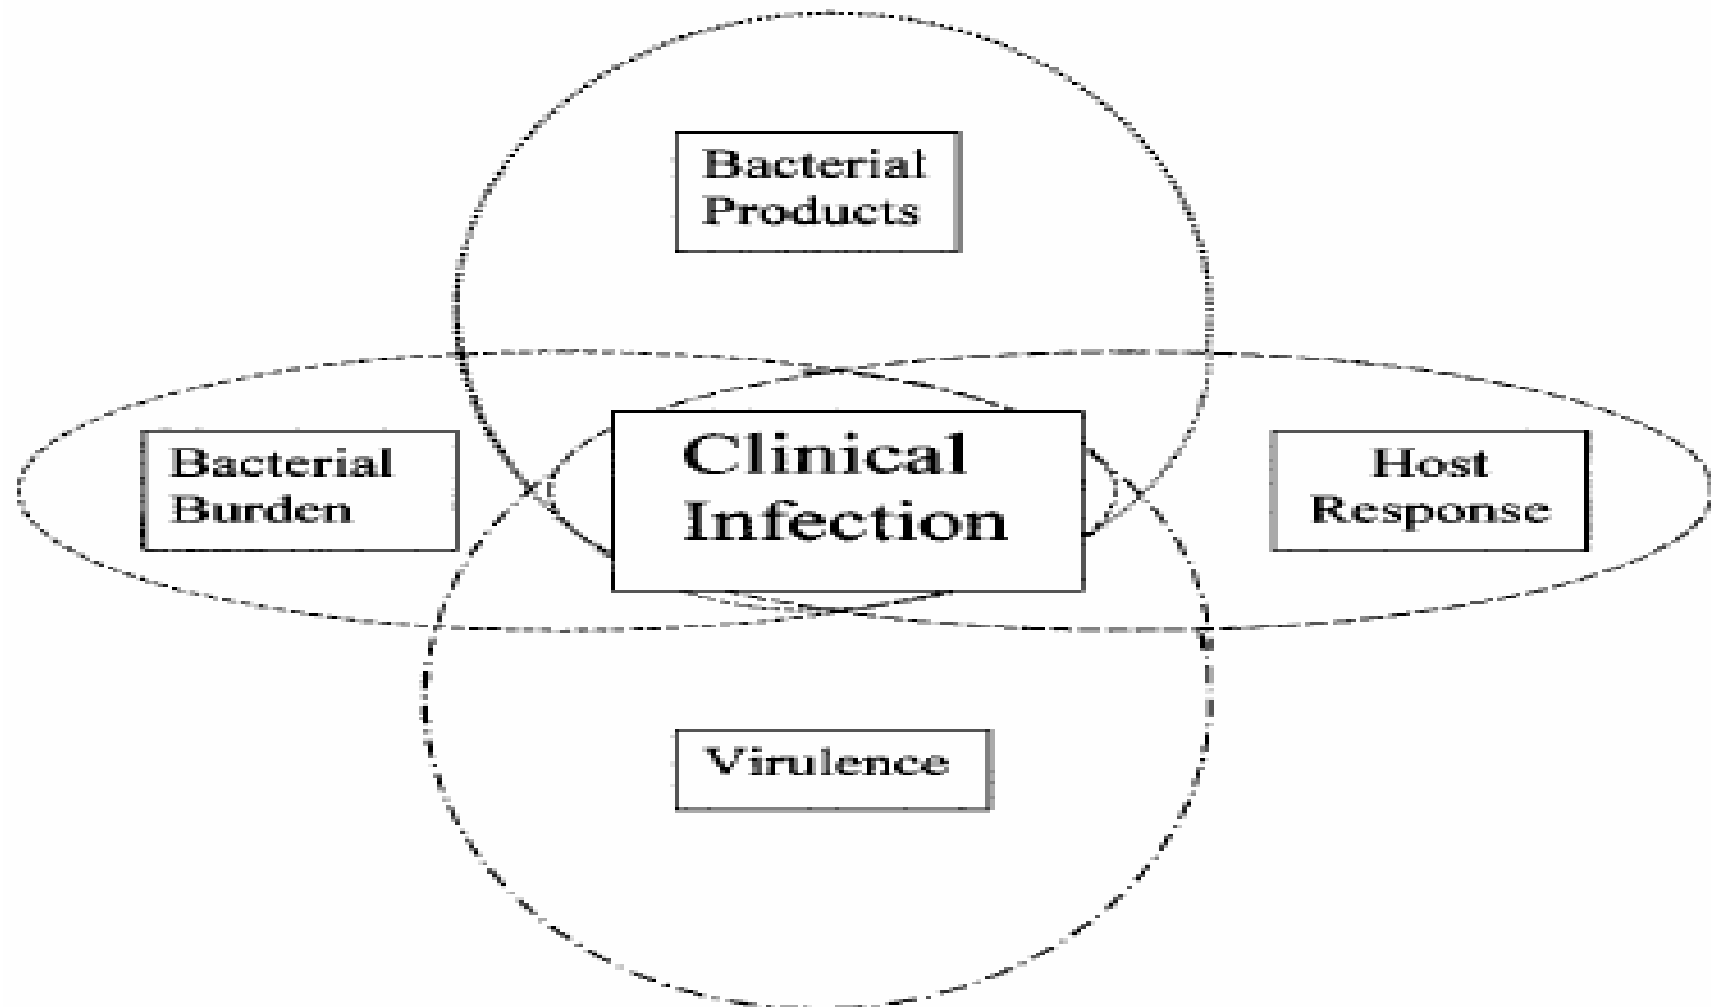 Bacterial
Products
Bacterial
Burden
Clinical
Infection
Host
Response
Virulence